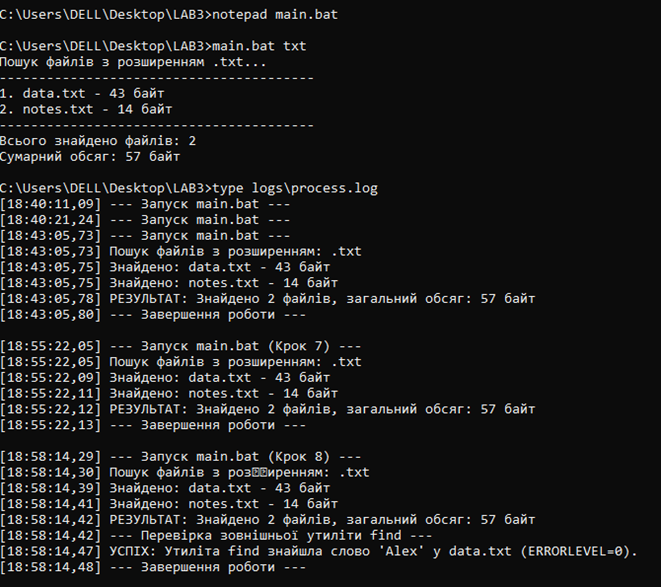 C:\Users\DELL\Desktop\LAB3>notepad main.bat
C:\Users\DELL\Desktop\LAB3>main.bat txt
Пошук файлів з розширенням .txt...
----------------------------------------
1. data.txt - 43 байт
2. notes.txt - 14 байт
----------------------------------------
Всього знайдено файлів: 2
Сумарний обсяг: 57 байт
C:\Users\DELL\Desktop\LAB3>type logs\process.log
[18:40:11,09] --- Запуск main.bat ---
[18:40:21,24] --- Запуск main.bat ---
[18:43:05,73] --- Запуск main.bat ---
[18:43:05,73] Пошук файлів з розширенням: .txt
[18:43:05,75] Знайдено: data.txt - 43 байт
[18:43:05,75] Знайдено: notes.txt - 14 байт
[18:43:05,78] РЕЗУЛЬТАТ: Знайдено 2 файлів, загальний обсяг: 57 байт
[18:43:05,80] --- Завершення роботи ---
[18:55:22,05] --- Запуск main.bat (Крок 7) ---
[18:55:22,05] Пошук файлів з розширенням: .txt
[18:55:22,09] Знайдено: data.txt - 43 байт
[18:55:22,11] Знайдено: notes.txt - 14 байт
[18:55:22,12] РЕЗУЛЬТАТ: Знайдено 2 файлів, загальний обсяг: 57 байт
[18:55:22,13] --- Завершення роботи ---
[18:58:14,29] --- Запуск main.bat (Крок 8) ---
[18:58:14,30] Пошук файлів з роз��иренням: .txt
[18:58:14,39] Знайдено: data.txt - 43 байт
[18:58:14,41] Знайдено: notes.txt - 14 байт
[18:58:14,42] РЕЗУЛЬТАТ: Знайдено 2 файлів, загальний обсяг: 57 байт
[18:58:14,42] --- Перевірка зовнішньої утиліти find ---
[18:58:14,47] УСПІХ: Утиліта find знайшла слово 'Alex' у data.txt (ERRORLEVEL=0).
[18:58:14,48] --- Завершення роботи ---